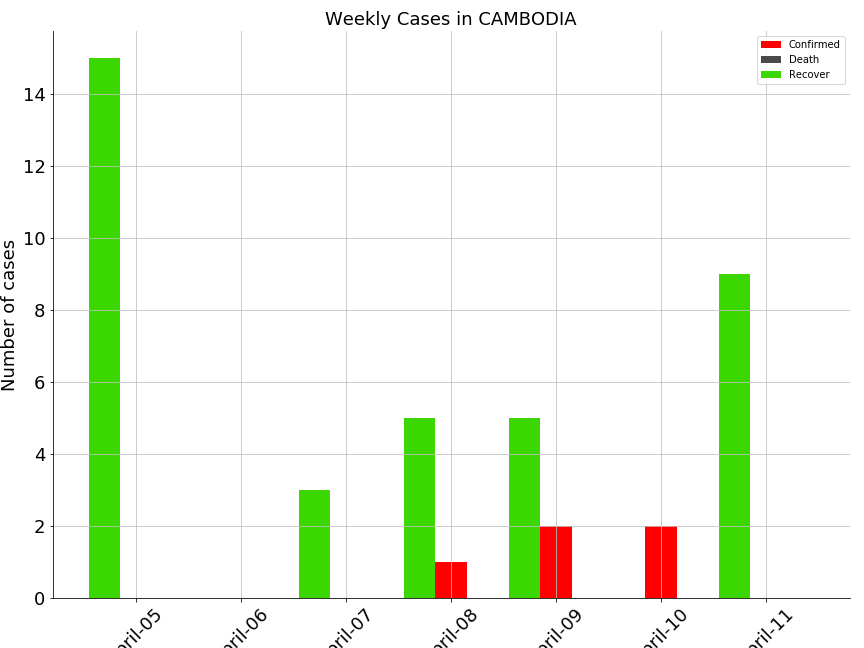 Weekly Cases in CAMBODIA
Confirmed
Death
Recover
Number of cases
14
12
10
8
6
4
2
0
pril-05 pril-06 pril-07 pril-08 pril-09 pril-10 pril-11